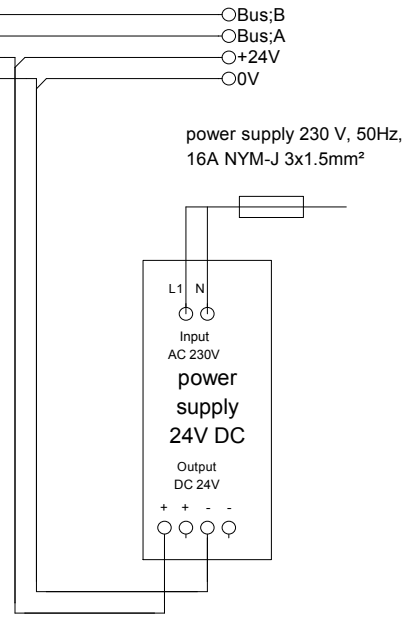 Bus;B
Bus;A
+24V
0V
power supply 230 V, 50Hz,
16A NYM-J 3x1.5mm²
L1 N
Input
AC 230V
power
supply
24V DC
Output
DC 24V
+ + - -